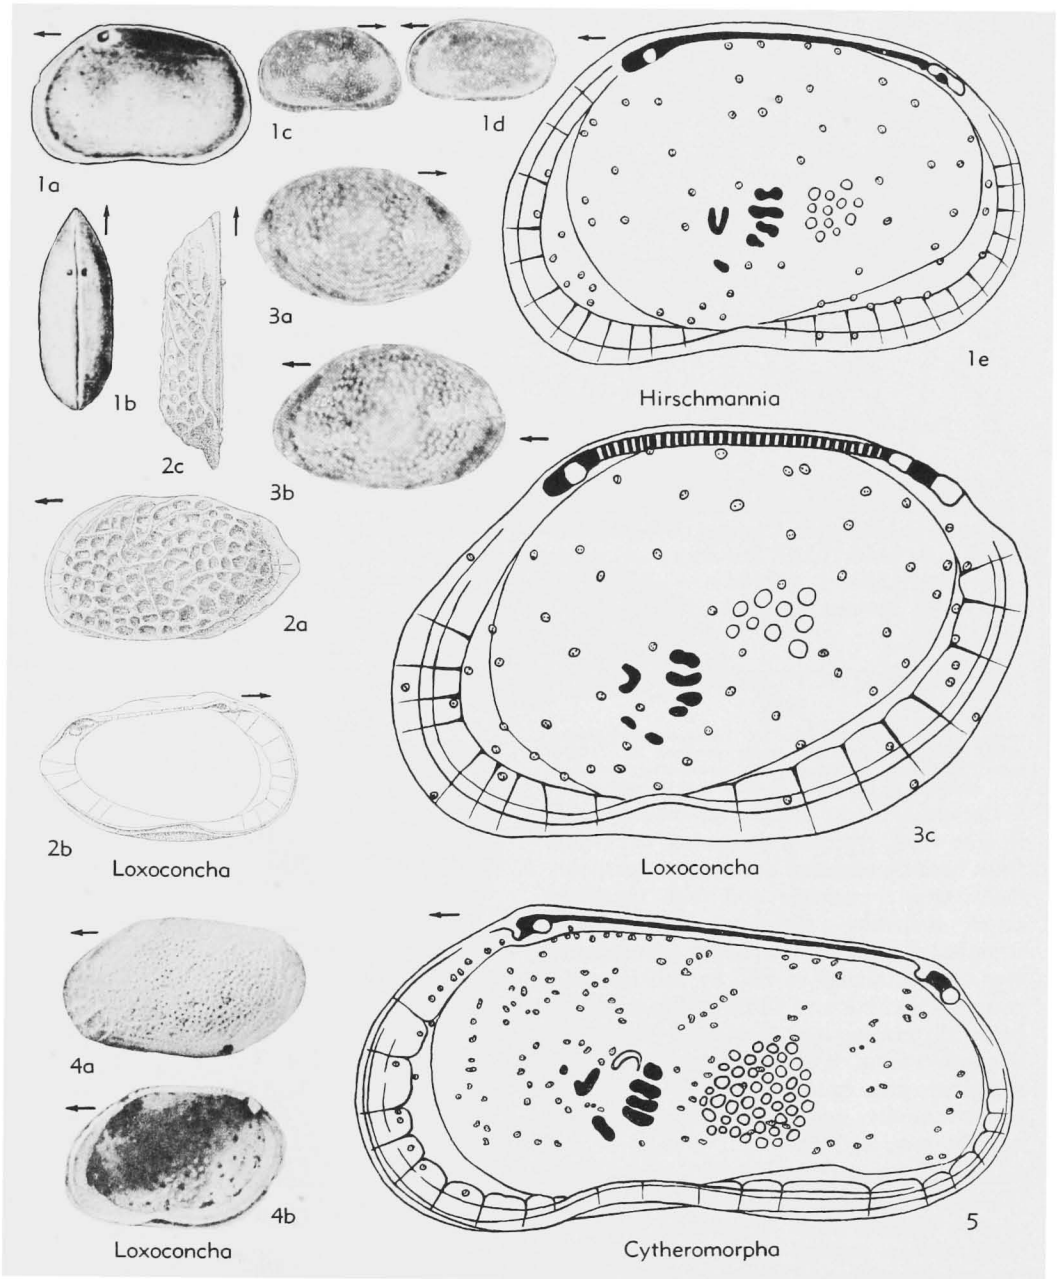 1a
1c
1d
1b
2c
3a
3b
1e
Hirschmannia
2a
2b
Loxoconcha
3c
Loxoconcha
4a
4b
Loxoconcha
5
Cytheromorpha